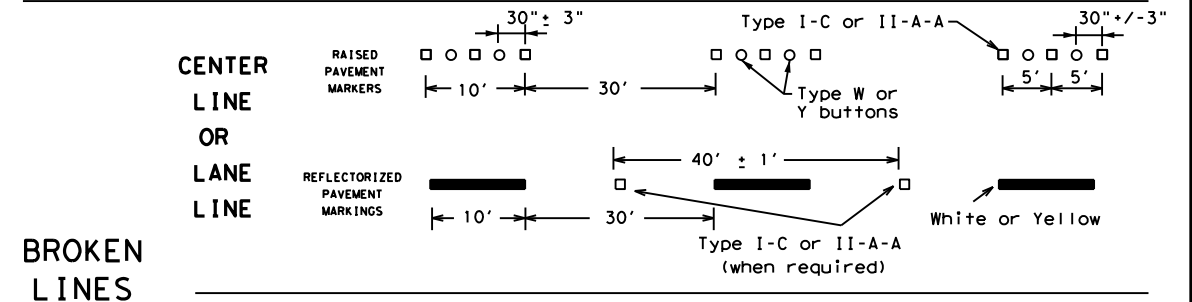 30"± 3"
Type I-C or II-A-A
30"+/-3"
CENTER
LINE
OR
LANE
LINE
RAISED
PAVEMENT
MARKERS
10'
30'
Type W or
Y buttons
5'
5'
40' ± 1'
REFLECTORIZED
PAVEMENT
MARKINGS
10'
30'
White or Yellow
Type I-C or II-A-A
(when required)
BROKEN
LINES